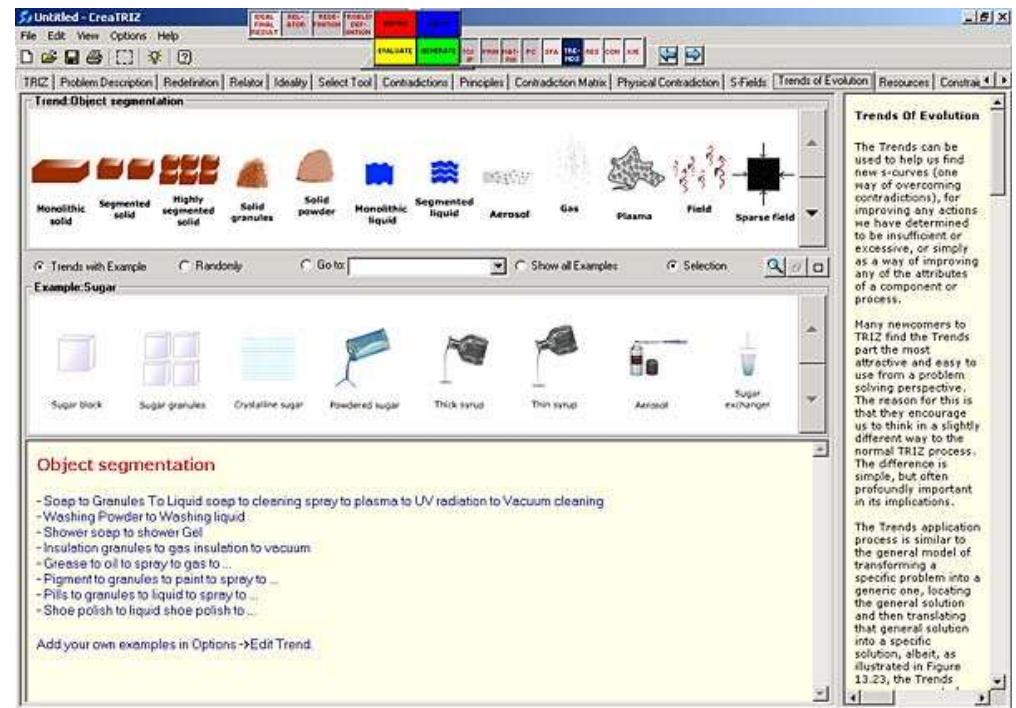 Untitled - CreaTRIZ
IDEAL FINAL RESULT
File Edit View Options Help
EVALUATE GENERATE
TRIZ Problem Description Redefinition Relator Ideality Select Tool Contradictions Principles Contradiction Matrix Physical Contradiction S-Fields Trends of Evolution Resources
Trend:Object segmentation
Monolithic solid
Segmented solid
Highly segmented solid
Solid granules
Solid powder
Monolithic liquid
Segmented liquid
Aerosol
Gas
Plasma
Field
Sparse field
Trends with Example Randomly Go to: Show all Examples Selection
Example:Sugar
Sugar block
Sugar granules
Crystalline sugar
Powdered sugar
Thick syrup
Thin syrup
Aerosol
Sugar exchanger
Object segmentation
- Soap to Granules To Liquid soap to cleaning spray to plasma to UV radiation to Vacuum cleaning
- Washing Powder to Washing liquid
- Shower soap to shower Gel
- Insulation granules to gas insulation to vacuum
- Grease to oil to spray to gas to ...
- Pigment to granules to paint to spray to ...
- Pills to granules to liquid to spray to ...
- Shoe polish to liquid shoe polish to ...
Add your own examples in Options ->Edit Trend.
Trends Of Evolution
The Trends can be
used to help us find
new s-curves (one
way of overcoming
contradictions), for
improving any actions
we have determined
to be insufficient or
excessive, or simply
as a way of improving
any of the attributes
of a component or
process.
Many newcomers to
TRIZ find the Trends
part the most
attractive and easy to
use from a problem
solving perspective.
The reason for this is
that they encourage
us to think in a slightly
different way to the
normal TRIZ process.
The difference is
simple, but often
profoundly important
in its implications.
The Trends application
process is similar to
the general model of
transforming a
specific problem into a
generic one, locating
the general solution
and then translating
that general solution
into a specific
solution, albeit, as
illustrated in Figure
13.23, the Trends